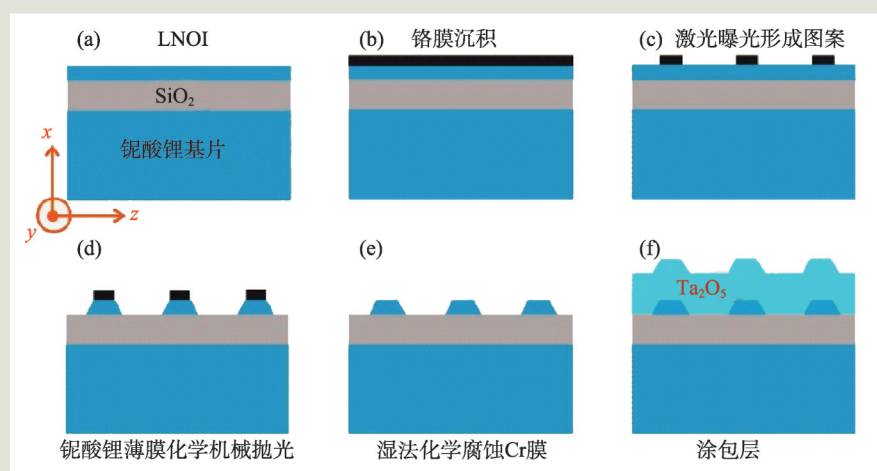 (a) LNOI
(b) 铬膜沉积
(c) 激光曝光形成图案
SiO₂
铌酸锂基片
x
y
z
(d)
(e)
(f)
Ta₂O₅
铌酸锂薄膜化学机械抛光
湿法化学腐蚀Cr膜
涂包层